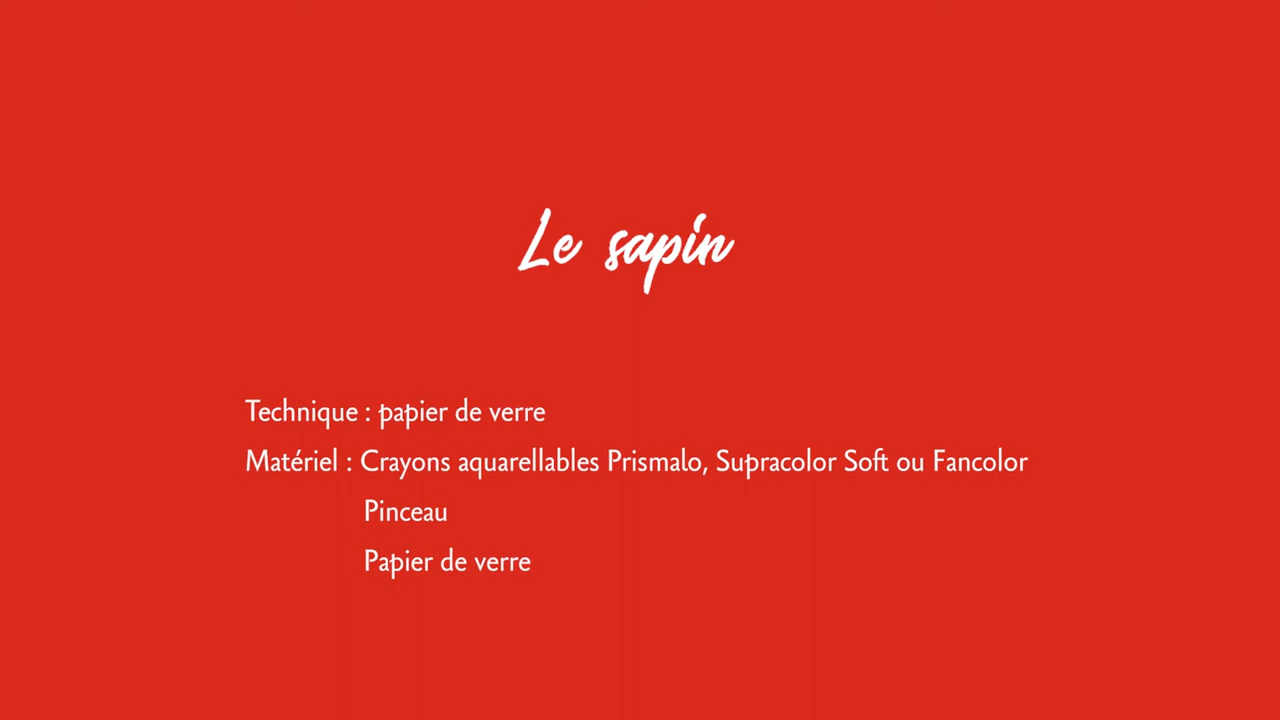 Le sapin
Technique : papier de verre
Matériel : Crayons aquarellables Prismalo, Supracolor Soft ou Fancolor
Pinceau
Papier de verre